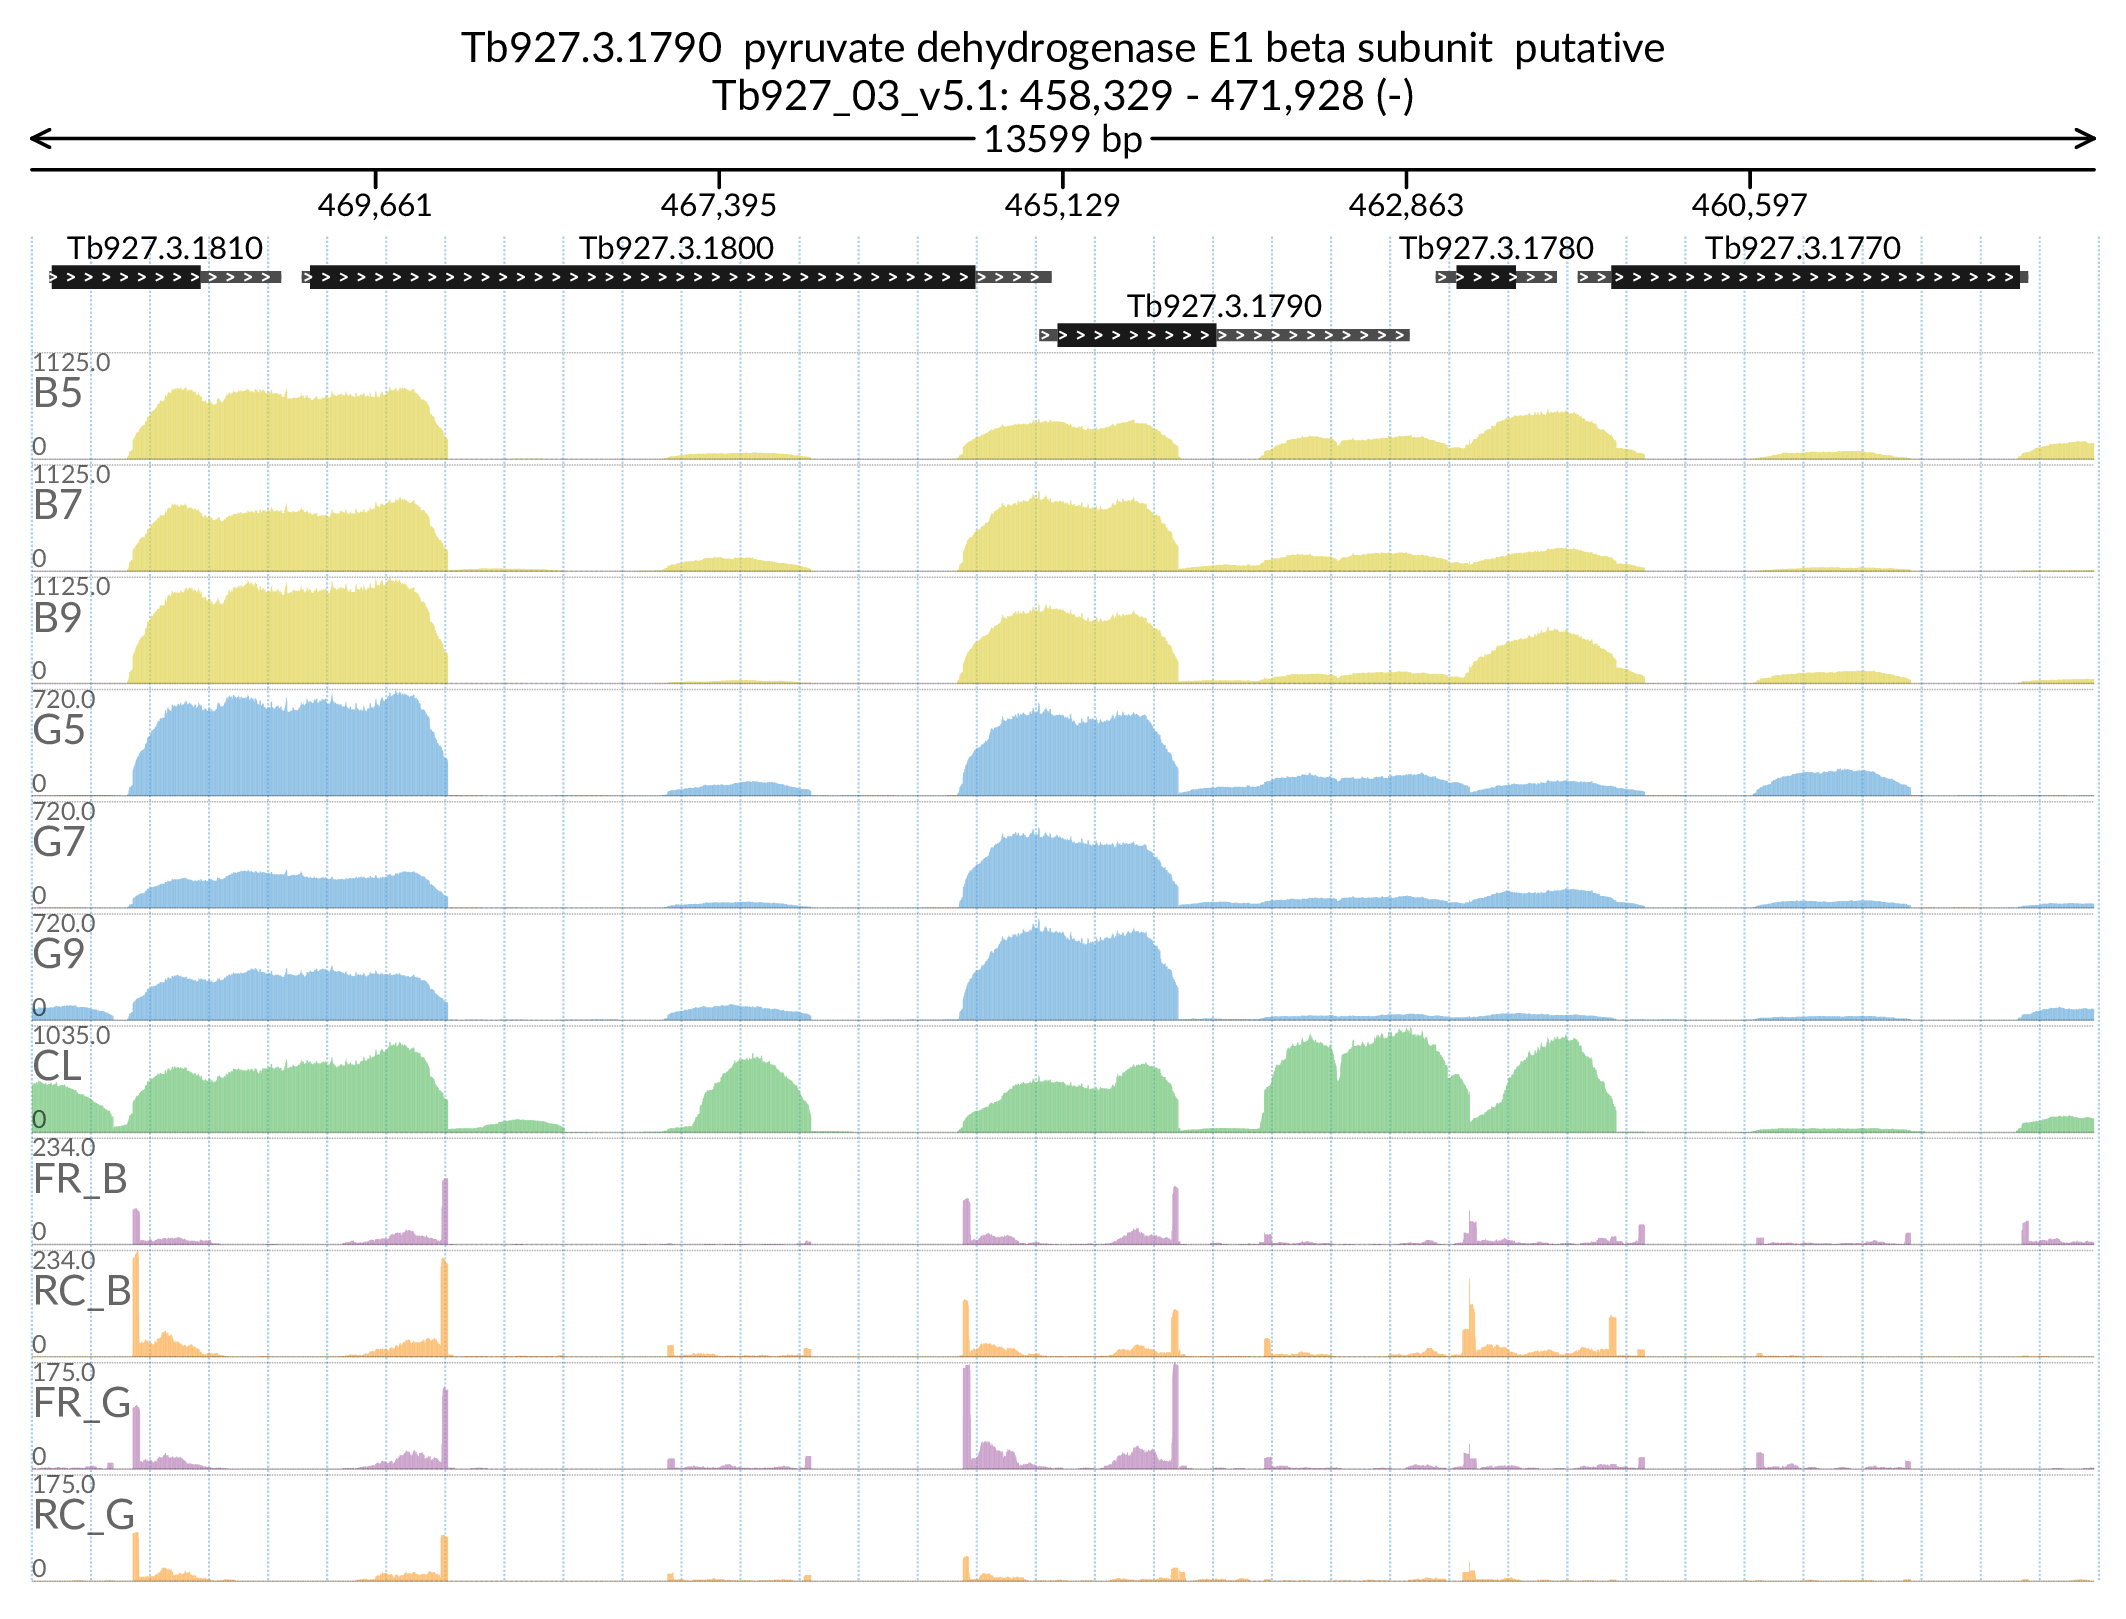 Tb927.3.1790  pyruvate dehydrogenase E1 beta subunit  putative
Tb927_03_v5.1: 458,329 - 471,928 (-)
13599 bp
469,661 467,395 465,129 462,863 460,597
Tb927.3.1810 Tb927.3.1800 Tb927.3.1780 Tb927.3.1770
Tb927.3.1790
1125.0
B5
0
1125.0
B7
0
1125.0
B9
0
720.0
G5
0
720.0
G7
0
720.0
G9
0
1035.0
CL
0
234.0
FR_B
0
234.0
RC_B
0
175.0
FR_G
0
175.0
RC_G
0